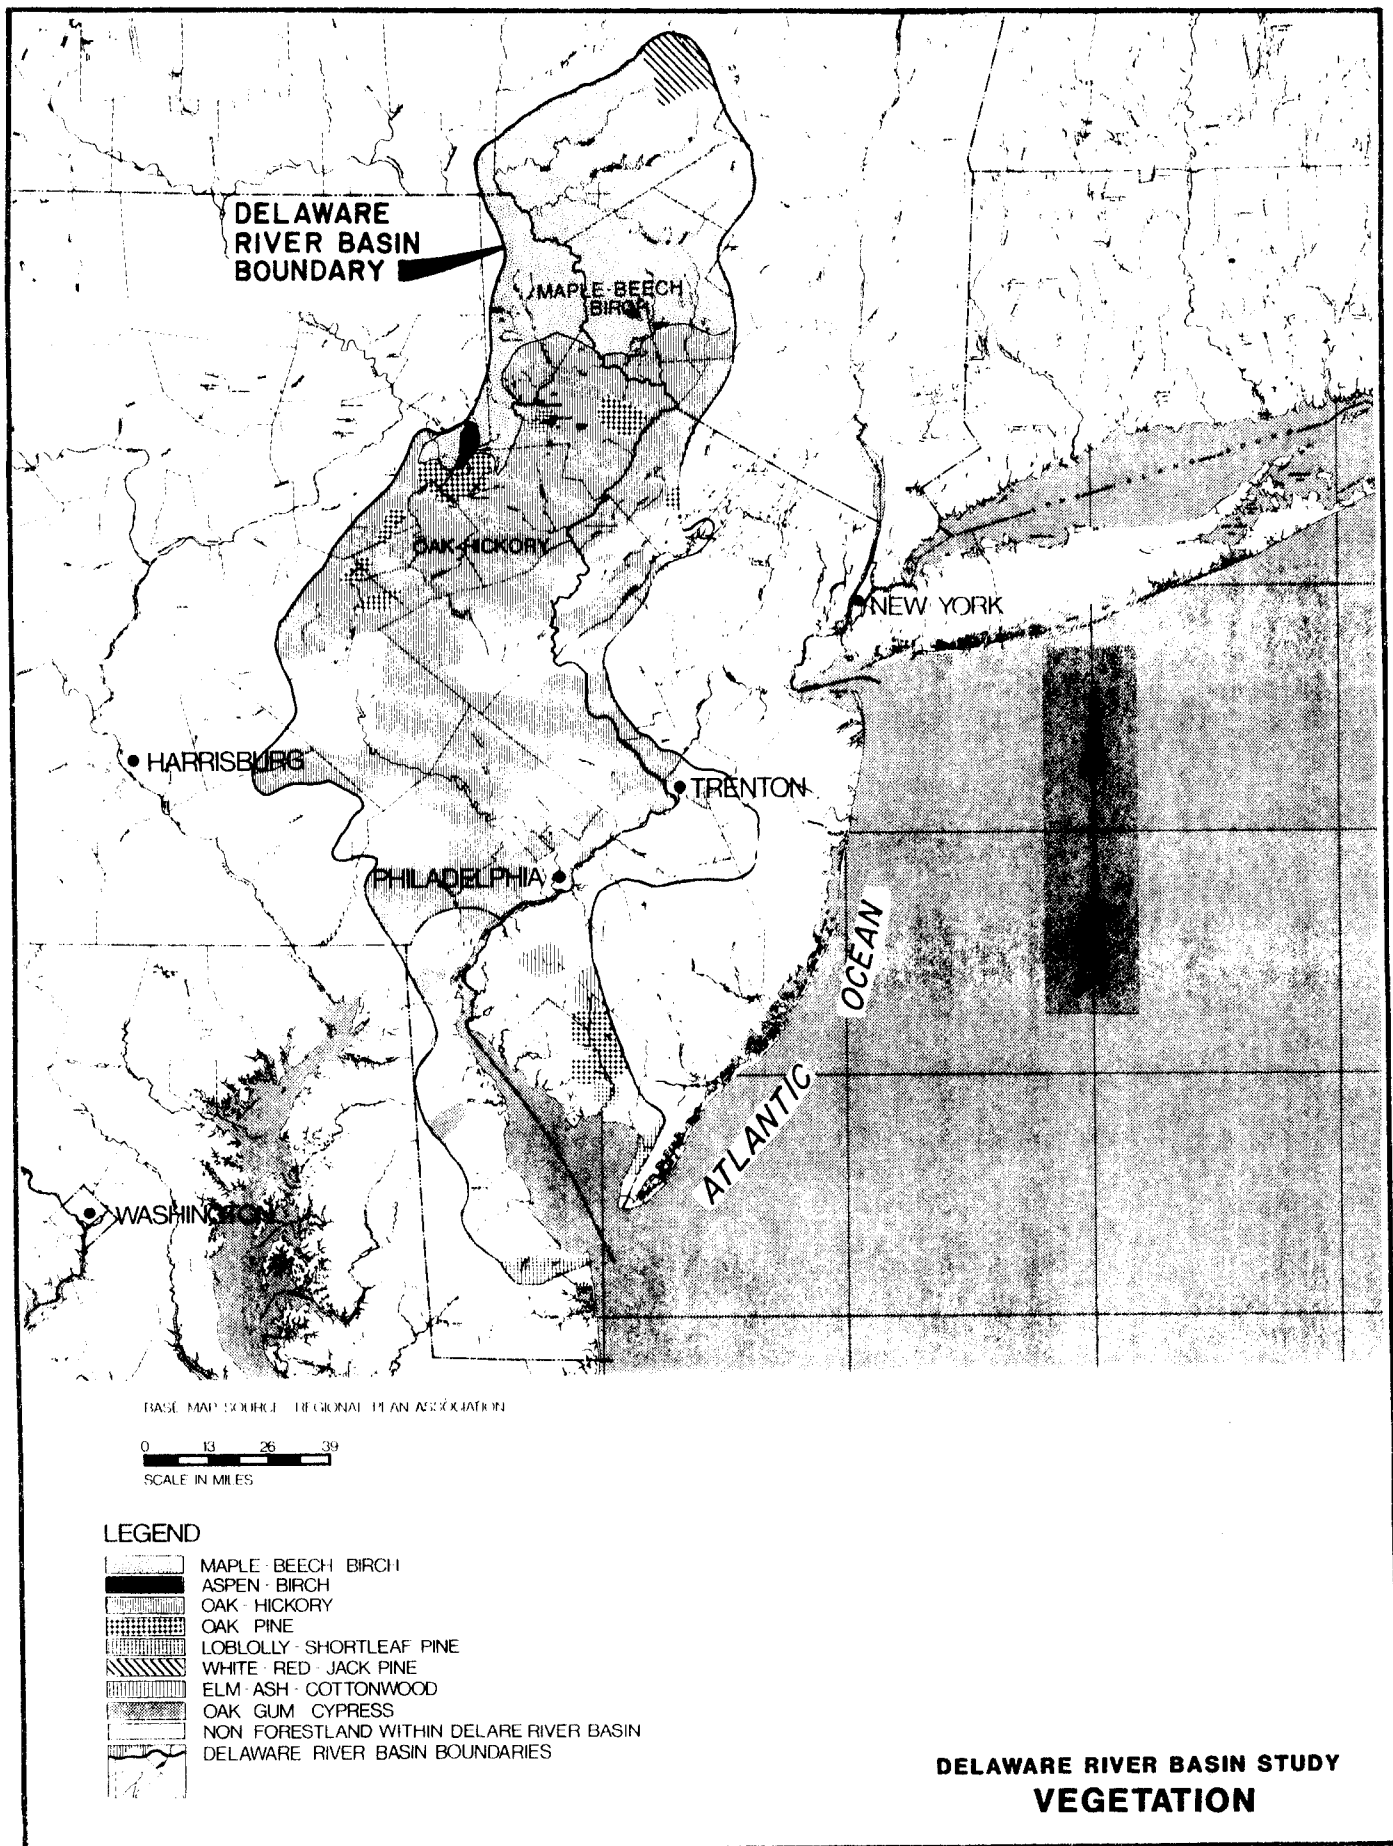 DELAWARE
RIVER BASIN
BOUNDARY
MAPLE-BEECH
BIRCH
OAK-HICKORY
NEW YORK
HARRISBURG
TRENTON
PHILADELPHIA
OCEAN
ATLANTIC
WASHINGTON
BASE MAP SOURCE REGIONAL PLAN ASSOCIATION
0 13 26 39
SCALE IN MILES
LEGEND
MAPLE - BEECH BIRCH
ASPEN - BIRCH
OAK - HICKORY
OAK PINE
LOBLOLLY - SHORTLEAF PINE
WHITE - RED - JACK PINE
ELM - ASH - COTTONWOOD
OAK GUM CYPRESS
NON FORESTLAND WITHIN DELARE RIVER BASIN
DELAWARE RIVER BASIN BOUNDARIES
DELAWARE RIVER BASIN STUDY
VEGETATION